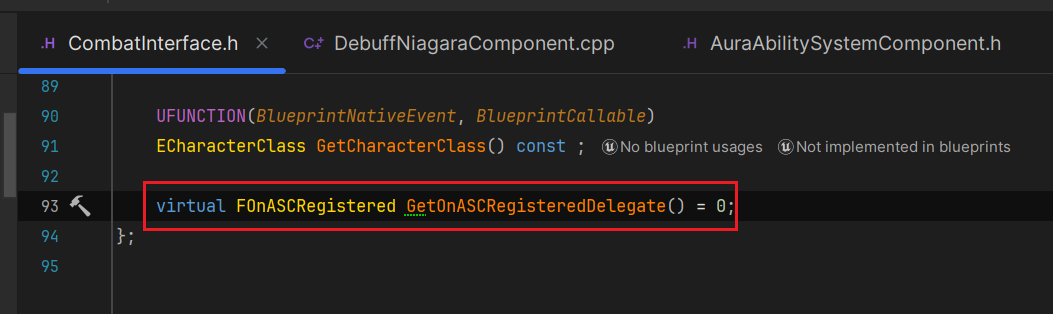 .H CombatInterface.h × C++ DebuffNiagaraComponent.cpp .H AuraAbilitySystemComponent.h
89
90 UFUNCTION(BlueprintNativeEvent, BlueprintCallable)
91 ECharacterClass GetCharacterClass() const ; No blueprint usages Not implemented in blueprints
92
93 virtual FOnASCRegistered GetOnASCRegisteredDelegate() = 0;
94 };
95